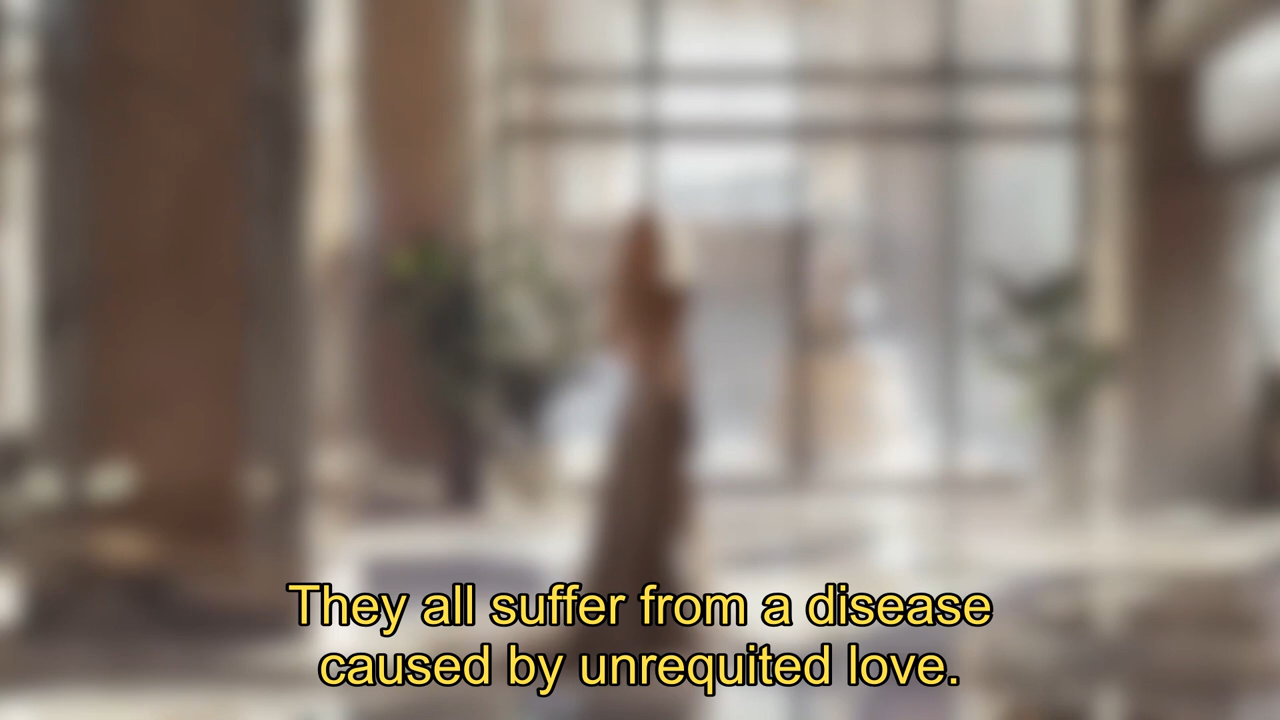 They all suffer from a disease
caused by unrequited love.